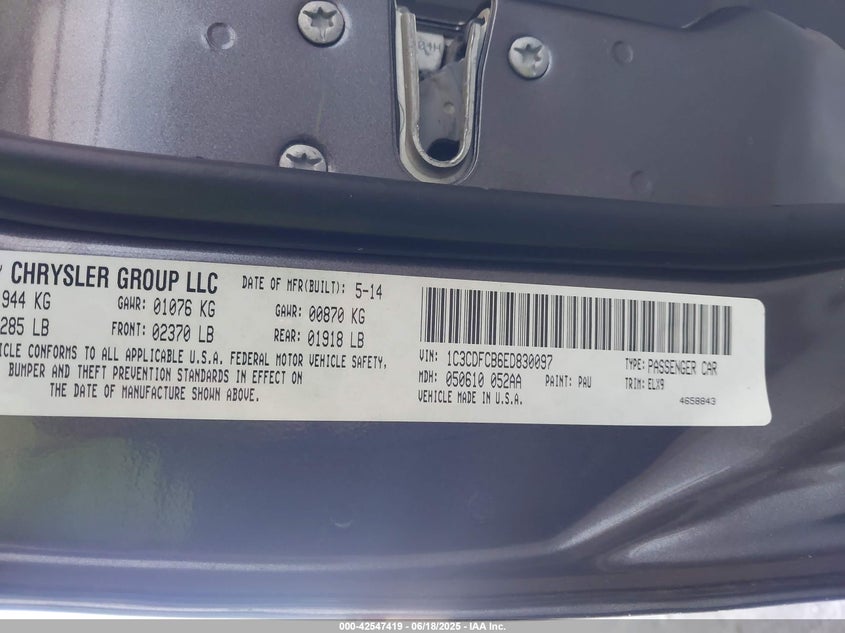 CHRYSLER GROUP LLC
DATE OF MFR(BUILT): 5-14
944 KG GAWR: 01076 KG GAWR: 00870 KG
285 LB FRONT: 02370 LB REAR: 01918 LB
CONFORMS TO ALL APPLICABLE U.S.A. FEDERAL MOTOR VEHICLE SAFETY,
BUMPER AND THEFT PREVENTION STANDARDS IN EFFECT ON
THE DATE OF MANUFACTURE SHOWN ABOVE.
VIN: 1C3CDFCB6ED830097 TYPE: PASSENGER CAR
MDH: 050610 052AA PAINT: PAU TRIM: ELX9
VEHICLE MADE IN U.S.A. 4658843
000-42547419 - 06/18/2025 - IAA Inc.